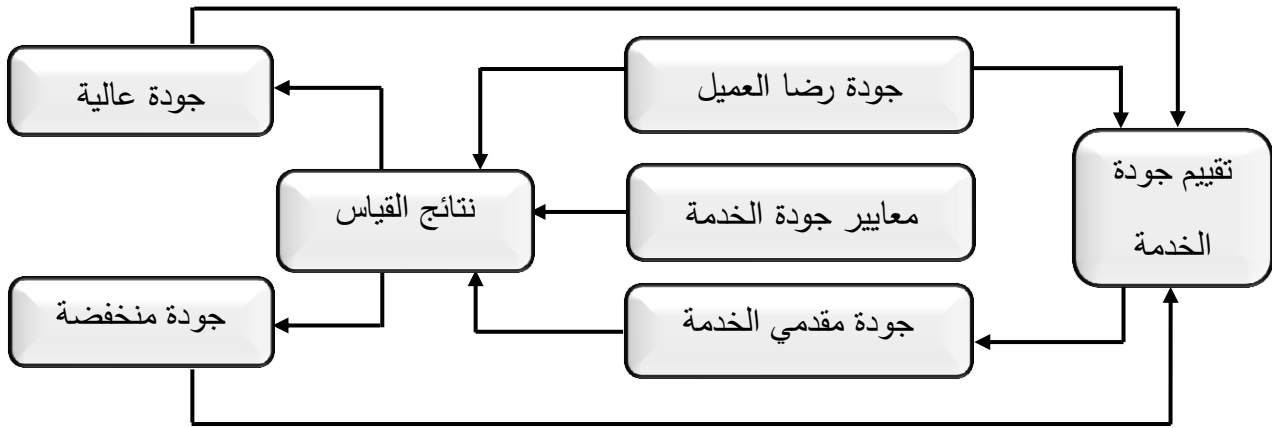 جودة رضا العميل
جودة عالية
تقييم جودة
الخدمة
معايير جودة الخدمة
نتائج القياس
جودة مقدمي الخدمة
جودة منخفضة